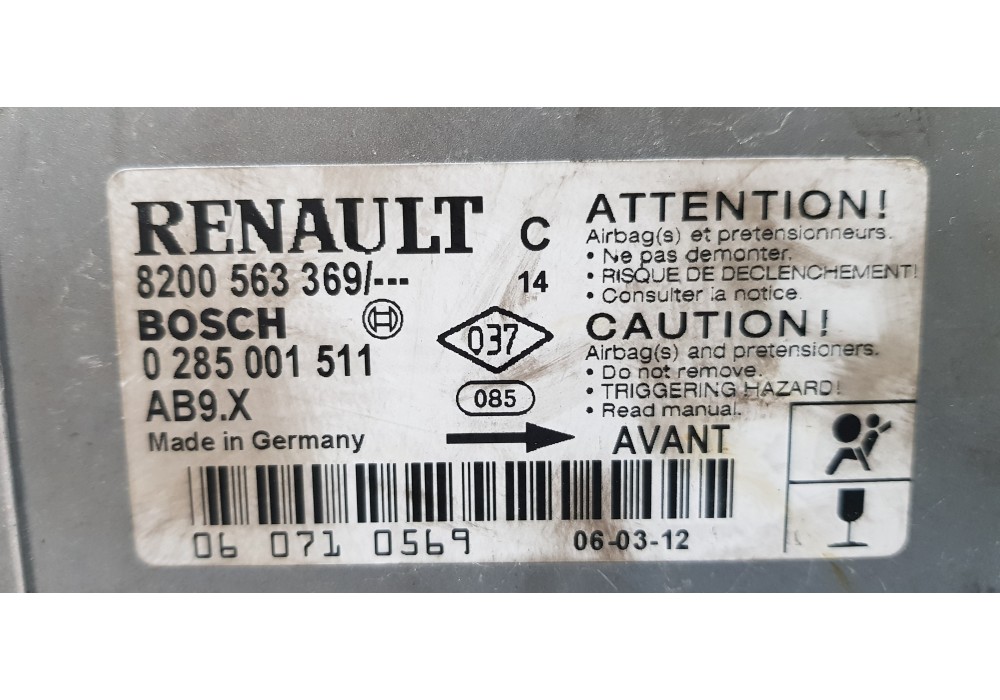 RENAULT C
8200 563 369/--- 14
BOSCH
037
0 285 001 511
085
AB9.X
Made in Germany
ATTENTION!
Airbag(s) et pretensionneurs.
• Ne pas demonter.
• RISQUE DE DECLENCHEMENT!
• Consulter la notice.
CAUTION!
Airbag(s) and pretensioners.
• Do not remove.
• TRIGGERING HAZARD!
• Read manual.
AVANT
06 071 0569
06-03-12